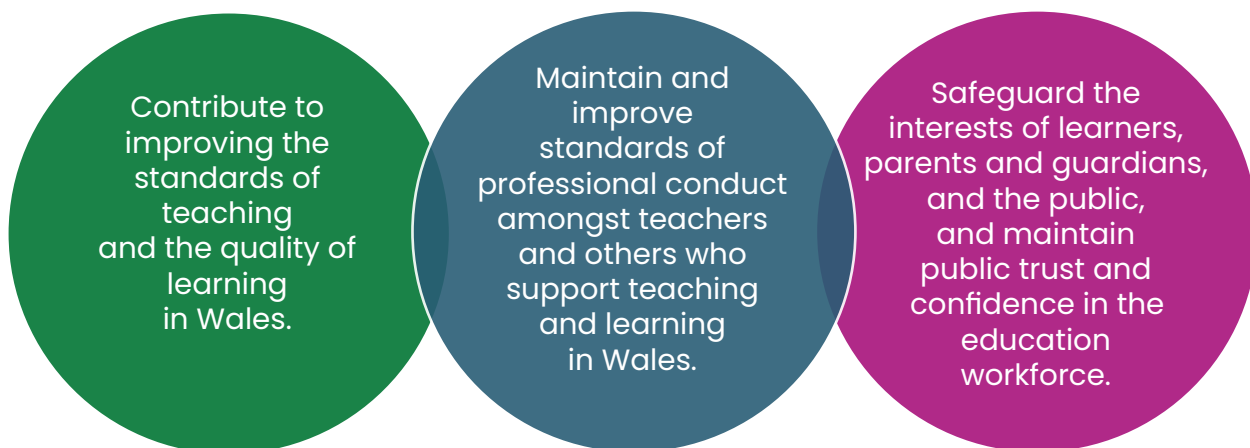 Contribute to
improving the
standards of
teaching
and the quality of
learning
in Wales.
Maintain and
improve
standards of
professional conduct
amongst teachers
and others who
support teaching
and learning
in Wales.
Safeguard the
interests of learners,
parents and guardians,
and the public,
and maintain
public trust and
confidence in the
education
workforce.